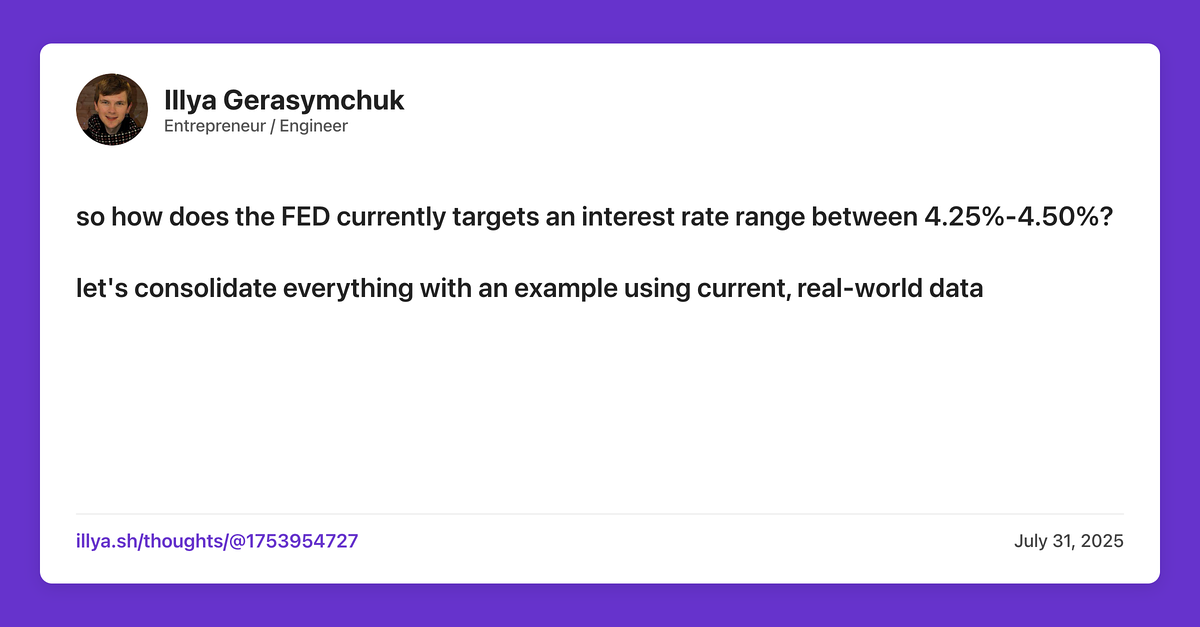 Illya Gerasymchuk
Entrepreneur / Engineer
so how does the FED currently targets an interest rate range between 4.25%-4.50%?
let's consolidate everything with an example using current, real-world data
illya.sh/thoughts/@1753954727
July 31, 2025